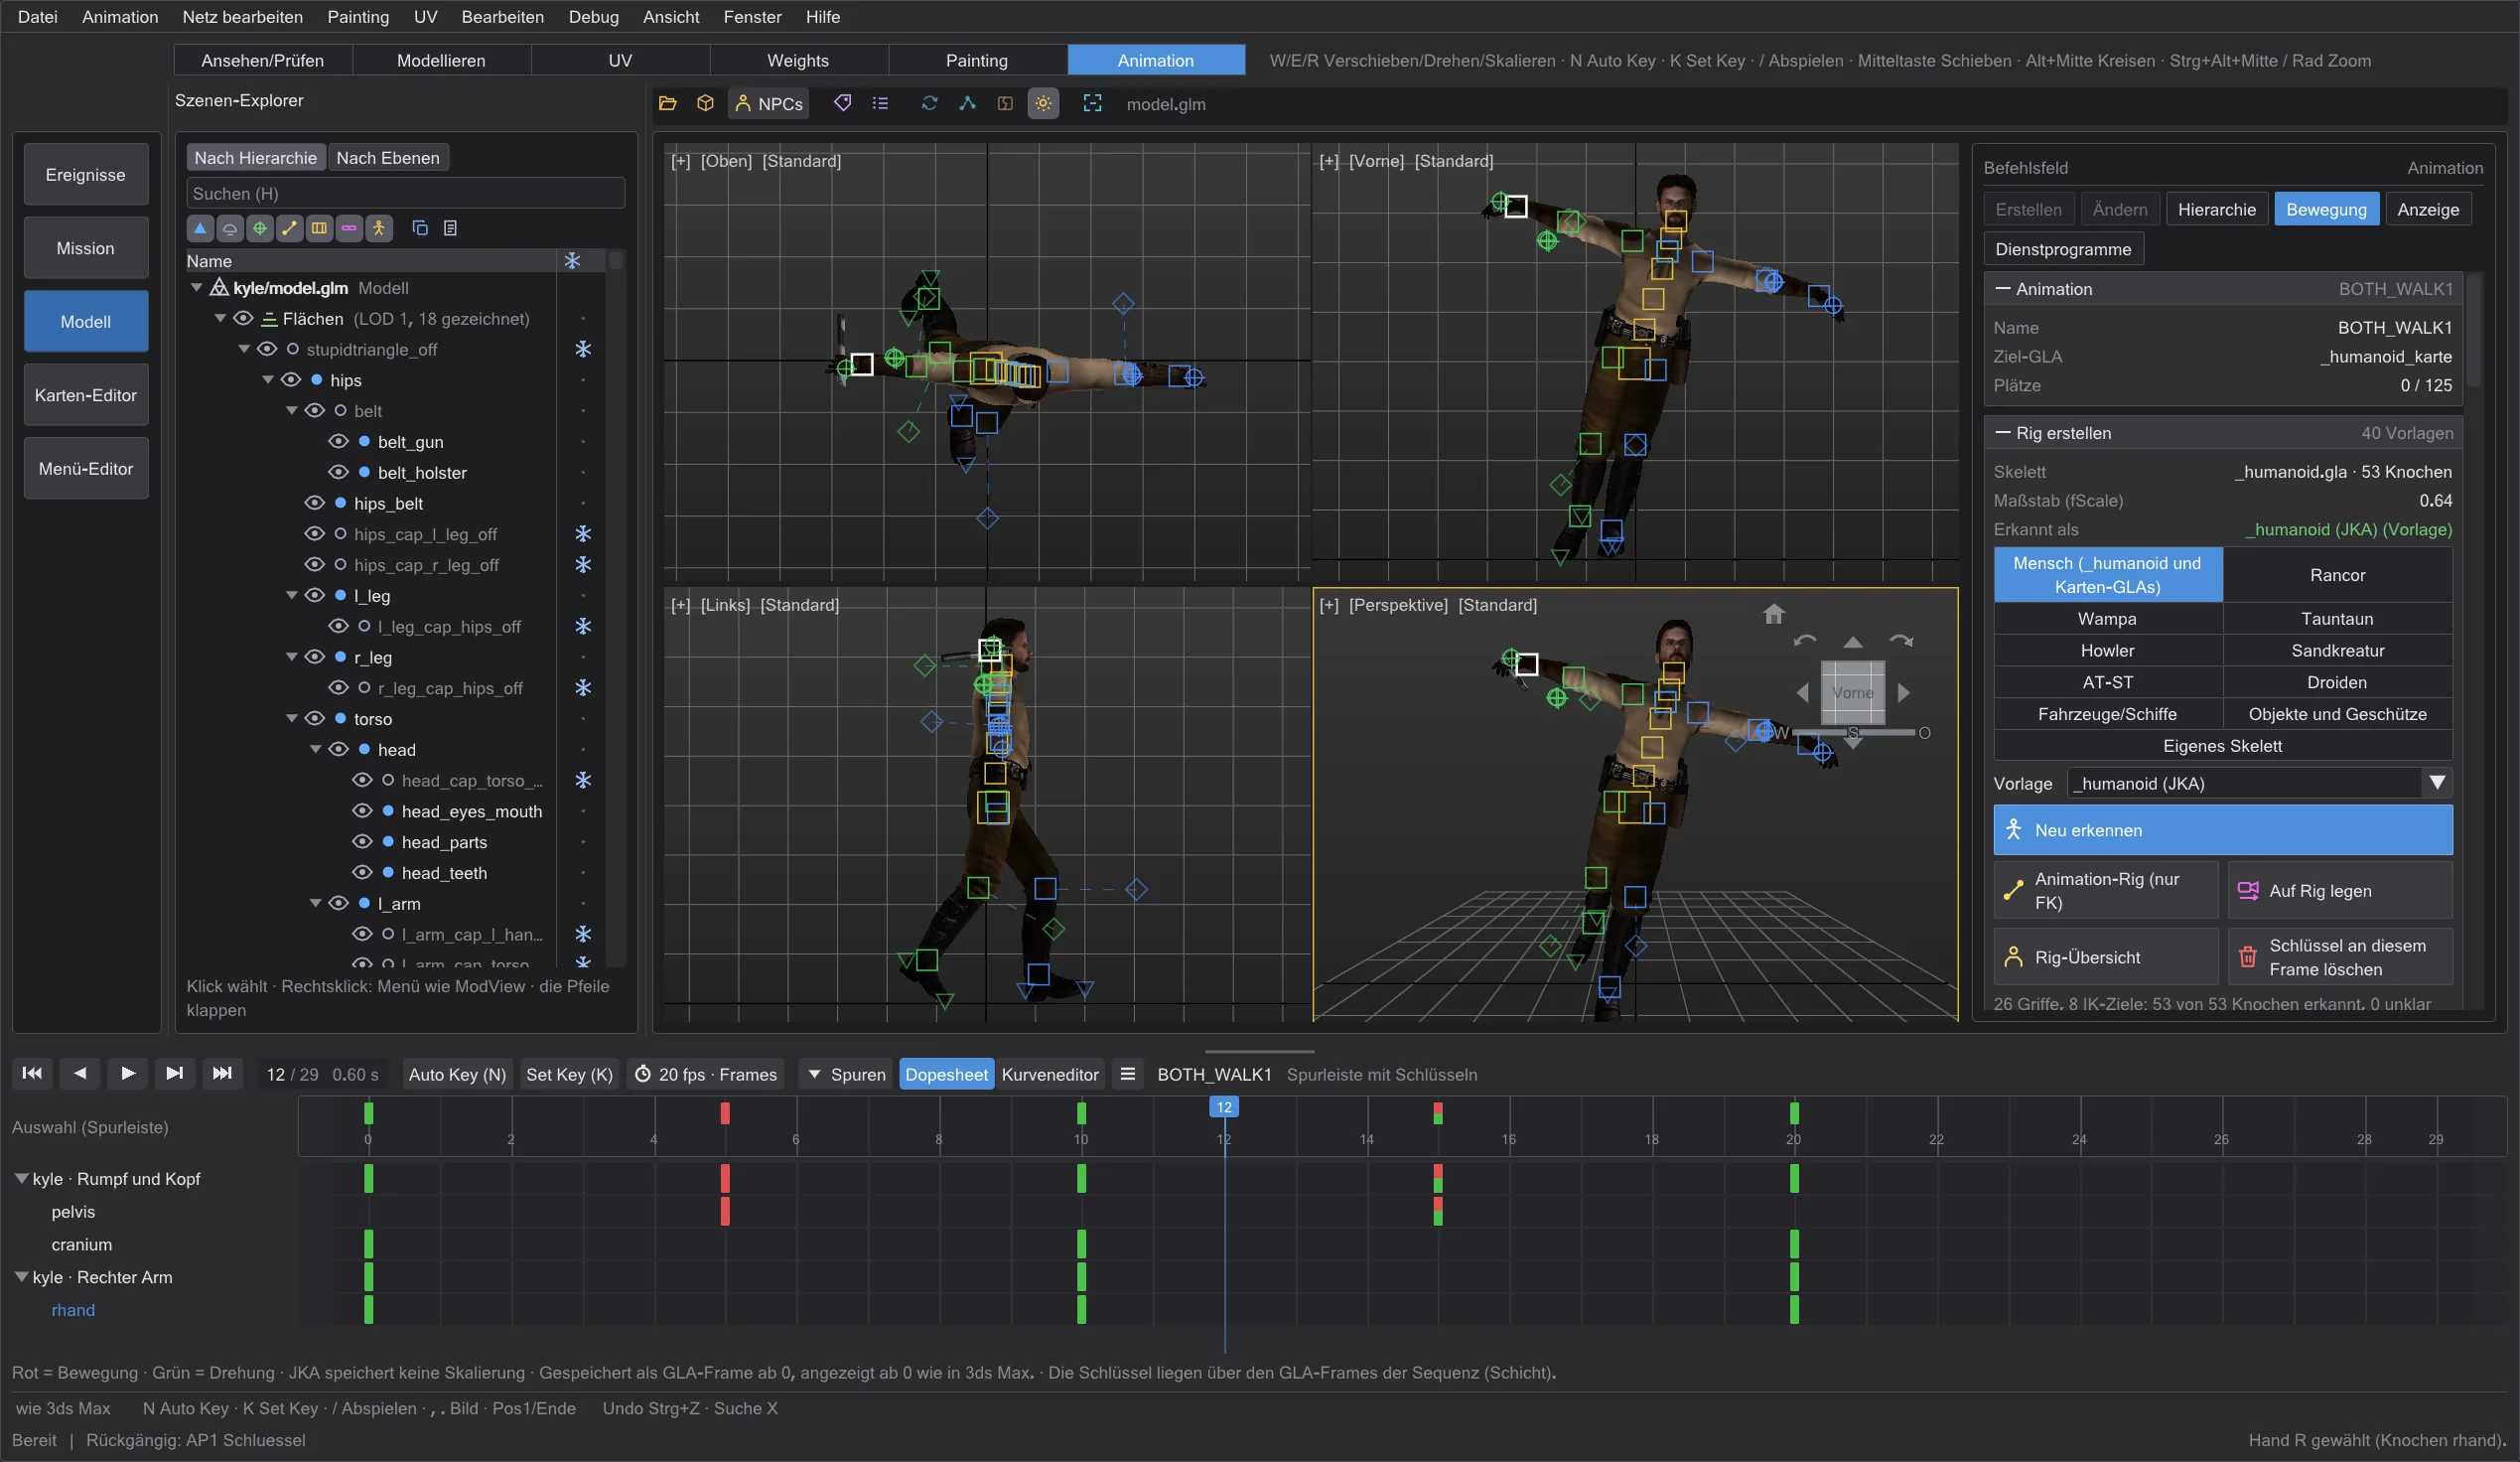 Datei Animation Netz bearbeiten Painting UV Bearbeiten Debug Ansicht Fenster Hilfe
Ansehen/Prüfen Modellieren UV Weights Painting Animation W/E/R Verschieben/Drehen/Skalieren · N Auto Key · K Set Key · / Abspielen · Mitteltaste Schieben · Alt+Mitte Kreisen · Strg+Alt+Mitte / Rad Zoom
Szenen-Explorer
NPCs model.glm
Ereignisse
Mission
Modell
Karten-Editor
Menü-Editor
Nach Hierarchie Nach Ebenen
Suchen (H)
Name
kyle/model.glm Modell
Flächen (LOD 1, 18 gezeichnet)
stupidtriangle_off
hips
belt
belt_gun
belt_holster
hips_belt
hips_cap_l_leg_off
hips_cap_r_leg_off
l_leg
l_leg_cap_hips_off
r_leg
r_leg_cap_hips_off
torso
head
head_cap_torso_...
head_eyes_mouth
head_parts
head_teeth
l_arm
l_arm_cap_l_han...
l_arm_cap_torso
Klick wählt · Rechtsklick: Menü wie ModView · die Pfeile
klappen
[+] [Oben] [Standard]
[+] [Vorne] [Standard]
[+] [Links] [Standard]
[+] [Perspektive] [Standard]
Vorne
W S O
Befehlsfeld Animation
Erstellen Ändern Hierarchie Bewegung Anzeige
Dienstprogramme
Animation BOTH_WALK1
Name BOTH_WALK1
Ziel-GLA _humanoid_karte
Plätze 0 / 125
Rig erstellen 40 Vorlagen
Skelett _humanoid.gla · 53 Knochen
Maßstab (fScale) 0.64
Erkannt als _humanoid (JKA) (Vorlage)
Mensch (_humanoid und
Karten-GLAs)
Rancor
Wampa Tauntaun
Howler Sandkreatur
AT-ST Droiden
Fahrzeuge/Schiffe Objekte und Geschütze
Eigenes Skelett
Vorlage _humanoid (JKA)
Neu erkennen
Animation-Rig (nur
FK)
Auf Rig legen
Rig-Übersicht
Schlüssel an diesem
Frame löschen
26 Griffe, 8 IK-Ziele: 53 von 53 Knochen erkannt, 0 unklar
12 / 29 0.60 s Auto Key (N) Set Key (K) 20 fps · Frames Spuren Dopesheet Kurveneditor BOTH_WALK1 Spurleiste mit Schlüsseln
Auswahl (Spurleiste)
12
0 2 4 6 8 10 12 14 16 18 20 22 24 26 28 29
kyle · Rumpf und Kopf
pelvis
cranium
kyle · Rechter Arm
rhand
Rot = Bewegung · Grün = Drehung · JKA speichert keine Skalierung · Gespeichert als GLA-Frame ab 0, angezeigt ab 0 wie in 3ds Max. · Die Schlüssel liegen über den GLA-Frames der Sequenz (Schicht).
wie 3ds Max N Auto Key · K Set Key · / Abspielen · , . Bild · Pos1/Ende Undo Strg+Z · Suche X
Bereit | Rückgängig: AP1 Schluessel Hand R gewählt (Knochen rhand).